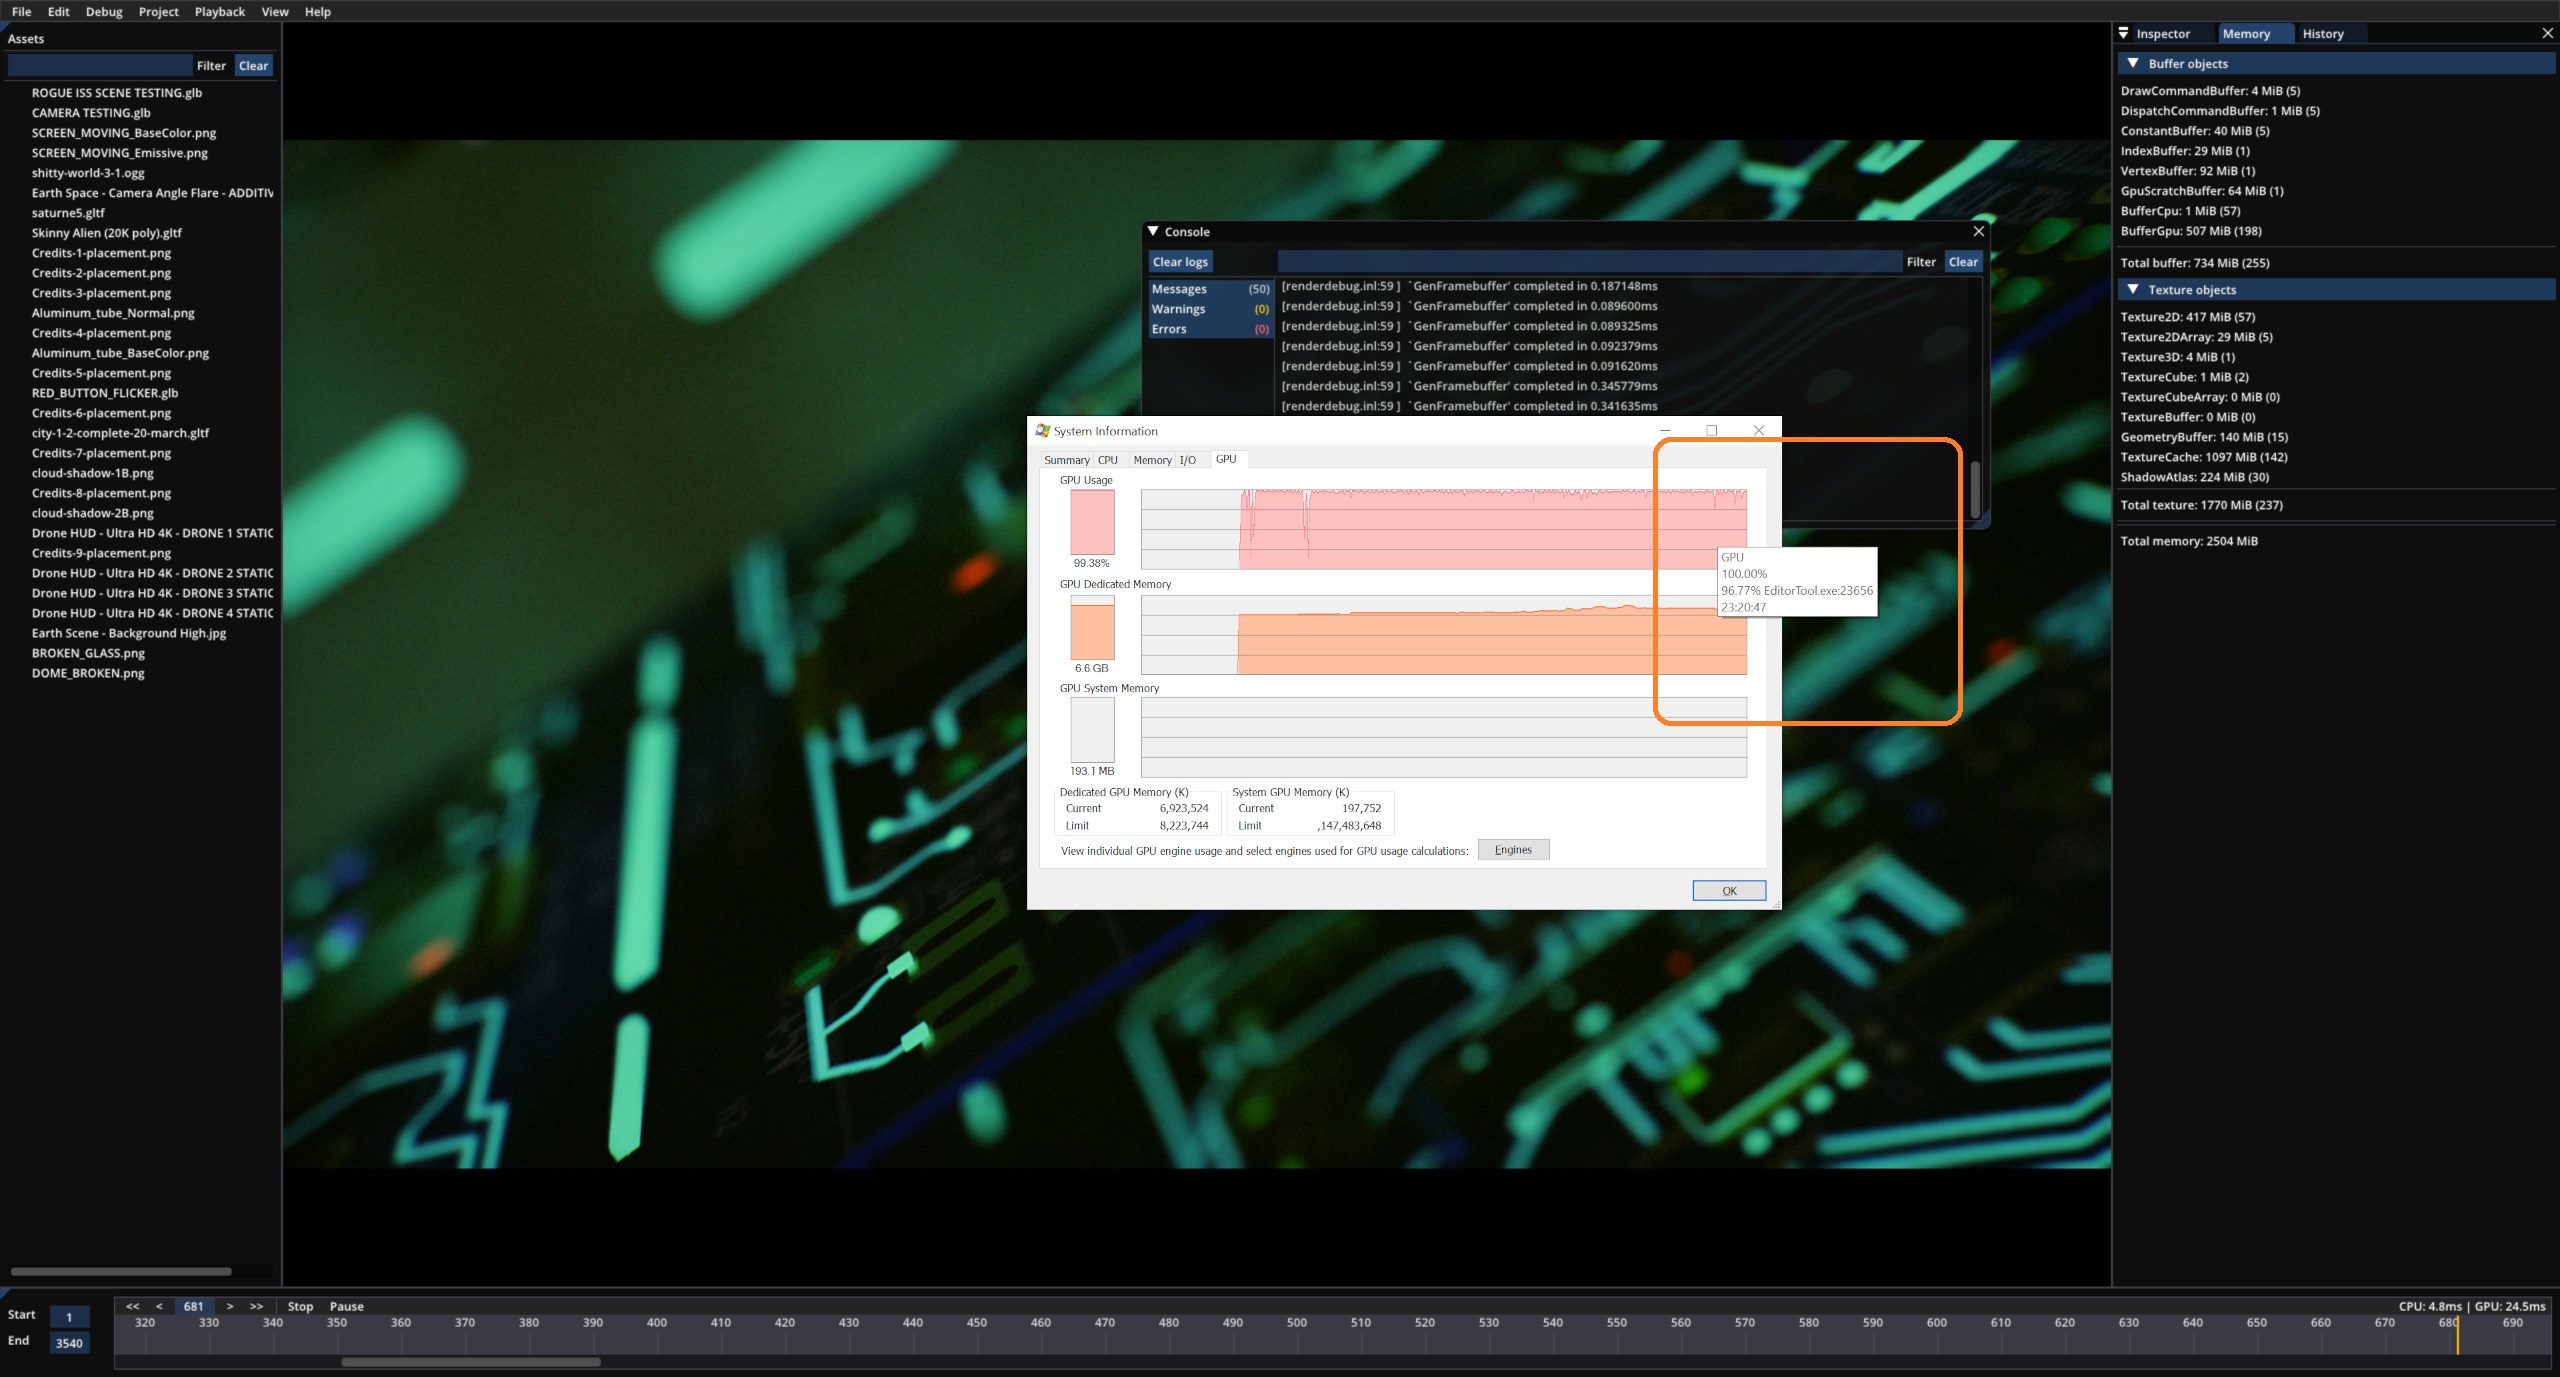 File Edit Debug Project Playback View Help
Assets
Filter Clear
ROGUE ISS SCENE TESTING.glb
CAMERA TESTING.glb
SCREEN_MOVING_BaseColor.png
SCREEN_MOVING_Emissive.png
shitty-world-3-1.ogg
Earth Space - Camera Angle Flare - ADDITIV
saturne5.gltf
Skinny Alien (20K poly).gltf
Credits-1-placement.png
Credits-2-placement.png
Credits-3-placement.png
Aluminum_tube_Normal.png
Credits-4-placement.png
Aluminum_tube_BaseColor.png
Credits-5-placement.png
RED_BUTTON_FLICKER.glb
Credits-6-placement.png
city-1-2-complete-20-march.gltf
Credits-7-placement.png
cloud-shadow-1B.png
Credits-8-placement.png
cloud-shadow-2B.png
Drone HUD - Ultra HD 4K - DRONE 1 STATIC
Credits-9-placement.png
Drone HUD - Ultra HD 4K - DRONE 2 STATIC
Drone HUD - Ultra HD 4K - DRONE 3 STATIC
Drone HUD - Ultra HD 4K - DRONE 4 STATIC
Earth Scene - Background High.jpg
BROKEN_GLASS.png
DOME_BROKEN.png
Console
Clear logs Filter Clear
Messages (50)
Warnings (0)
Errors (0)
[renderdebug.inl:59 ] `GenFramebuffer' completed in 0.187148ms
[renderdebug.inl:59 ] `GenFramebuffer' completed in 0.089600ms
[renderdebug.inl:59 ] `GenFramebuffer' completed in 0.089325ms
[renderdebug.inl:59 ] `GenFramebuffer' completed in 0.092379ms
[renderdebug.inl:59 ] `GenFramebuffer' completed in 0.091620ms
[renderdebug.inl:59 ] `GenFramebuffer' completed in 0.345779ms
[renderdebug.inl:59 ] `GenFramebuffer' completed in 0.341635ms
System Information
Summary CPU Memory I/O GPU
GPU Usage
99.38%
GPU Dedicated Memory
6.6 GB
GPU System Memory
193.1 MB
GPU
100.00%
96.77% EditorTool.exe:23656
23:20:47
Dedicated GPU Memory (K)
Current 6,923,524
Limit 8,223,744
System GPU Memory (K)
Current 197,752
Limit ,147,483,648
View individual GPU engine usage and select engines used for GPU usage calculations: Engines
OK
Inspector Memory History
Buffer objects
DrawCommandBuffer: 4 MiB (5)
DispatchCommandBuffer: 1 MiB (5)
ConstantBuffer: 40 MiB (5)
IndexBuffer: 29 MiB (1)
VertexBuffer: 92 MiB (1)
GpuScratchBuffer: 64 MiB (1)
BufferCpu: 1 MiB (57)
BufferGpu: 507 MiB (198)
Total buffer: 734 MiB (255)
Texture objects
Texture2D: 417 MiB (57)
Texture2DArray: 29 MiB (5)
Texture3D: 4 MiB (1)
TextureCube: 1 MiB (2)
TextureCubeArray: 0 MiB (0)
TextureBuffer: 0 MiB (0)
GeometryBuffer: 140 MiB (15)
TextureCache: 1097 MiB (142)
ShadowAtlas: 224 MiB (30)
Total texture: 1770 MiB (237)
Total memory: 2504 MiB
Start 1
End 3540
<< < 681 > >> Stop Pause
CPU: 4.8ms | GPU: 24.5ms
320 330 340 350 360 370 380 390 400 410 420 430 440 450 460 470 480 490 500 510 520 530 540 550 560 570 580 590 600 610 620 630 640 650 660 670 680 690